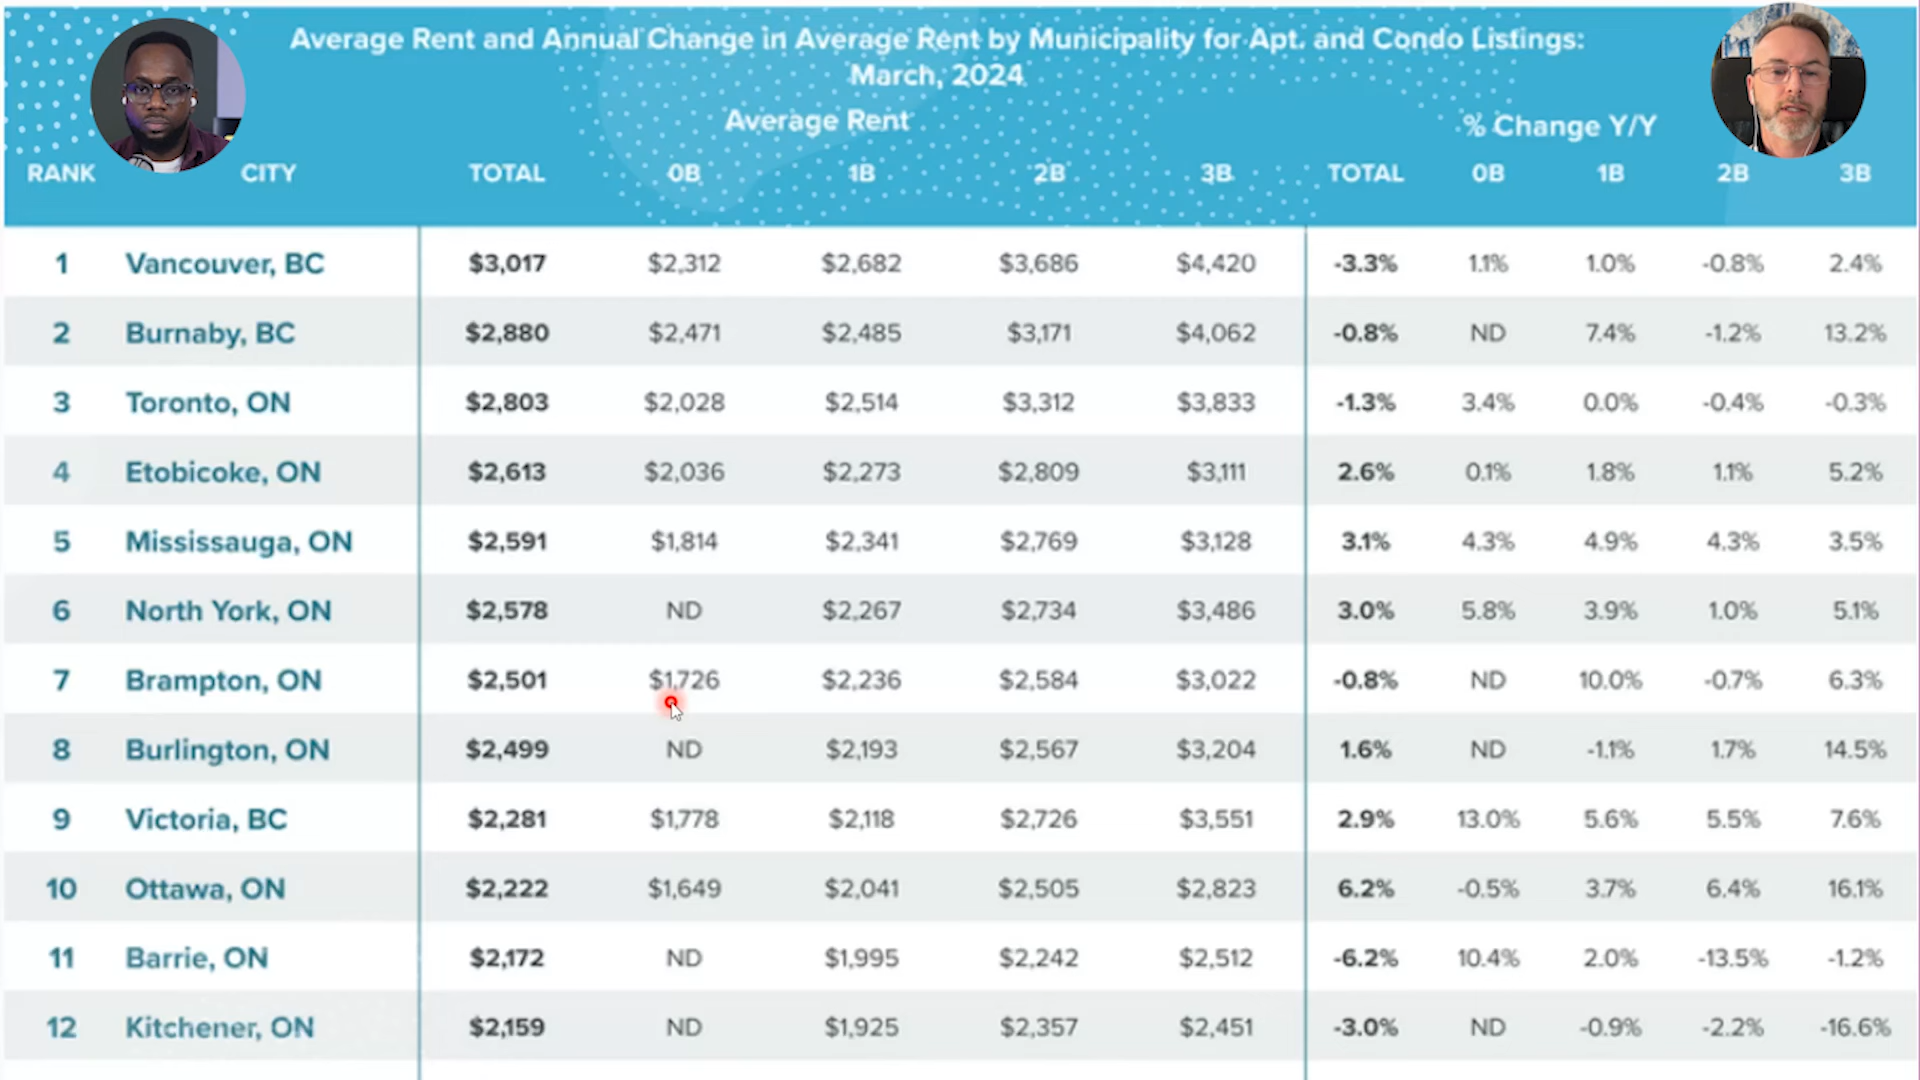 Average Rent and Annual Change in Average Rent by Municipality for Apt. and Condo Listings:
March, 2024
Average Rent % Change Y/Y
RANK CITY TOTAL 0B 1B 2B 3B TOTAL 0B 1B 2B 3B
1 Vancouver, BC $3,017 $2,312 $2,682 $3,686 $4,420 -3.3% 1.1% 1.0% -0.8% 2.4%
2 Burnaby, BC $2,880 $2,471 $2,485 $3,171 $4,062 -0.8% ND 7.4% -1.2% 13.2%
3 Toronto, ON $2,803 $2,028 $2,514 $3,312 $3,833 -1.3% 3.4% 0.0% -0.4% -0.3%
4 Etobicoke, ON $2,613 $2,036 $2,273 $2,809 $3,111 2.6% 0.1% 1.8% 1.1% 5.2%
5 Mississauga, ON $2,591 $1,814 $2,341 $2,769 $3,128 3.1% 4.3% 4.9% 4.3% 3.5%
6 North York, ON $2,578 ND $2,267 $2,734 $3,486 3.0% 5.8% 3.9% 1.0% 5.1%
7 Brampton, ON $2,501 $1,726 $2,236 $2,584 $3,022 -0.8% ND 10.0% -0.7% 6.3%
8 Burlington, ON $2,499 ND $2,193 $2,567 $3,204 1.6% ND -1.1% 1.7% 14.5%
9 Victoria, BC $2,281 $1,778 $2,118 $2,726 $3,551 2.9% 13.0% 5.6% 5.5% 7.6%
10 Ottawa, ON $2,222 $1,649 $2,041 $2,505 $2,823 6.2% -0.5% 3.7% 6.4% 16.1%
11 Barrie, ON $2,172 ND $1,995 $2,242 $2,512 -6.2% 10.4% 2.0% -13.5% -1.2%
12 Kitchener, ON $2,159 ND $1,925 $2,357 $2,451 -3.0% ND -0.9% -2.2% -16.6%